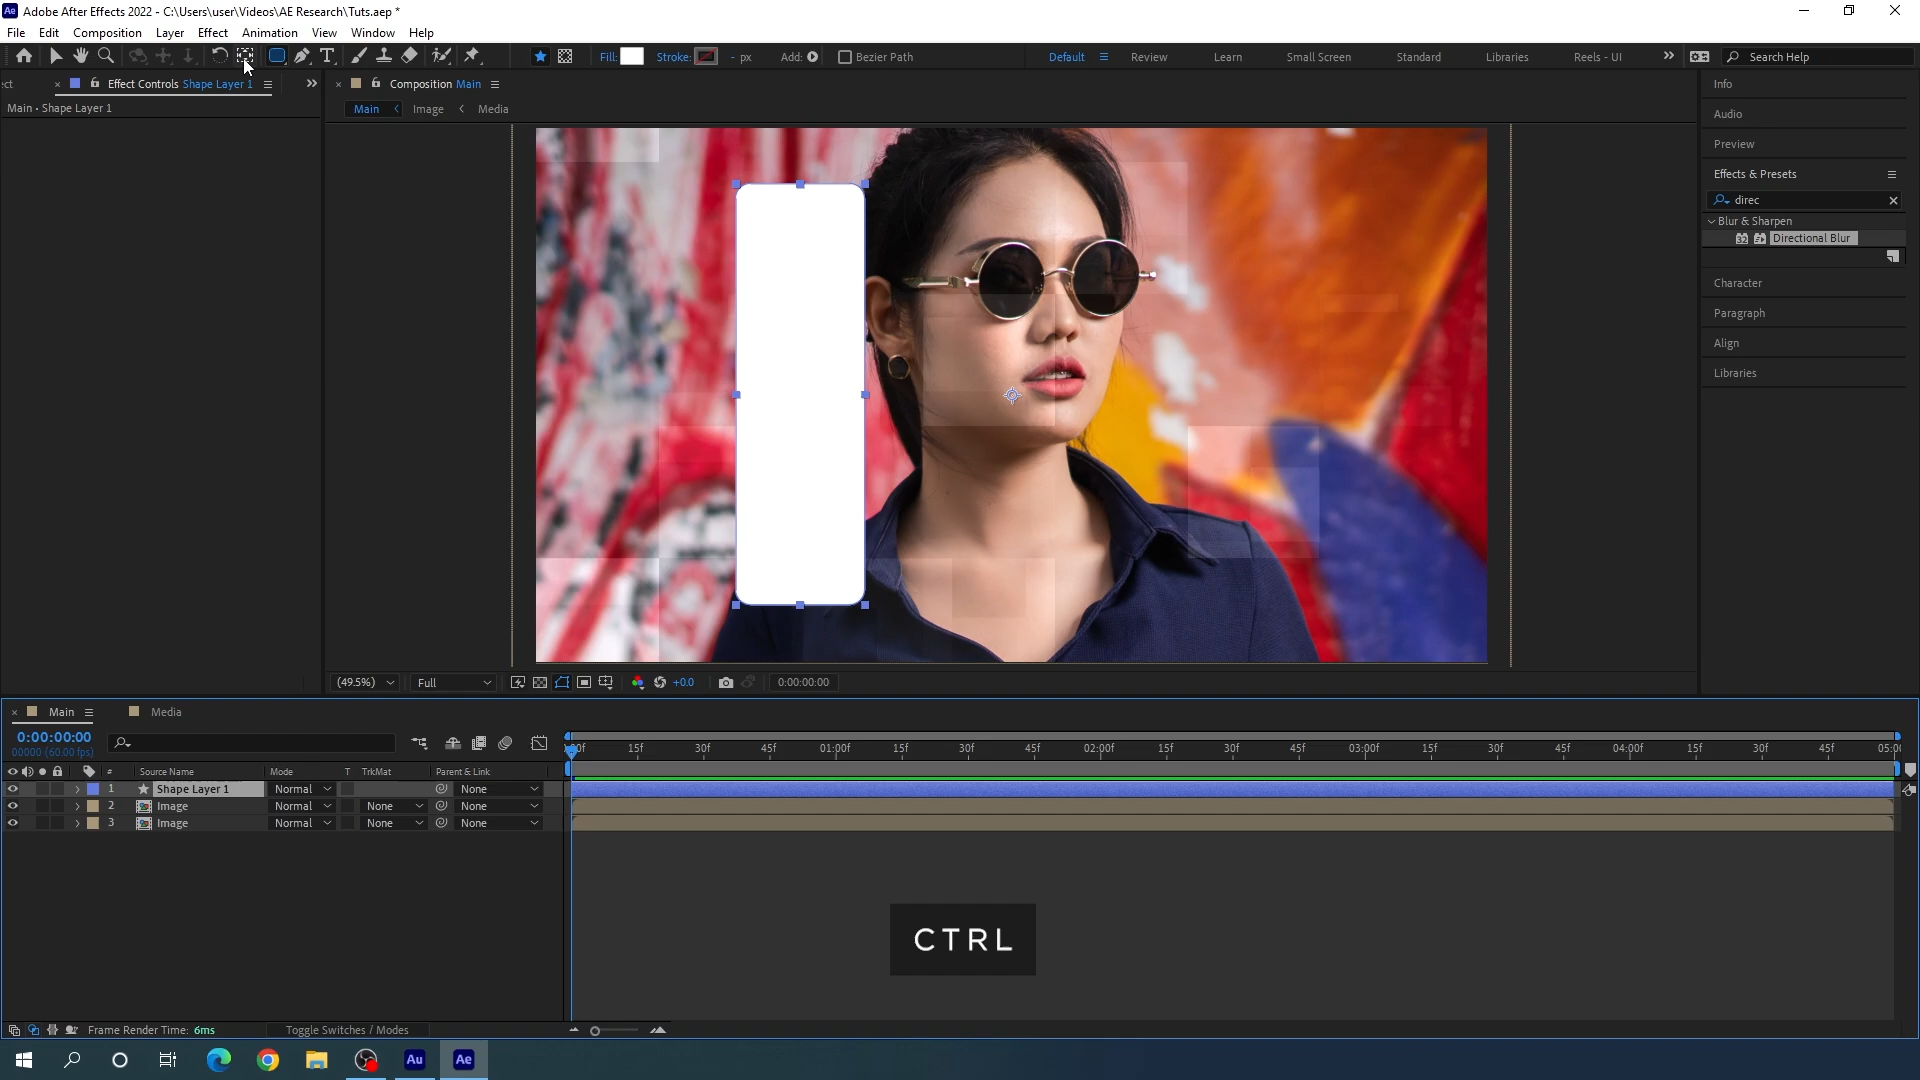 Ae Adobe After Effects 2022 - C:\Users\user\Videos\AE Research\Tuts.aep *
File Edit Composition Layer Effect Animation View Window Help
Fill: Stroke: - px Add: Bezier Path Default Review Learn Small Screen Standard Libraries Reels - UI Search Help
ect Effect Controls Shape Layer 1
Main • Shape Layer 1
Composition Main
Main Image Media
Info
Audio
Preview
Effects & Presets
direc
Blur & Sharpen
32 Directional Blur
Character
Paragraph
Align
Libraries
(49.5%) Full +0.0 0:00:00:00
Main Media
0:00:00:00
00000 (60.00 fps)
:00f 15f 30f 45f 01:00f 15f 30f 45f 02:00f 15f 30f 45f 03:00f 15f 30f 45f 04:00f 15f 30f 45f 05:00
# Source Name Mode T TrkMat Parent & Link
1 Shape Layer 1 Normal None
2 Image Normal None None
3 Image Normal None None
CTRL
Frame Render Time: 6ms Toggle Switches / Modes
Au Ae